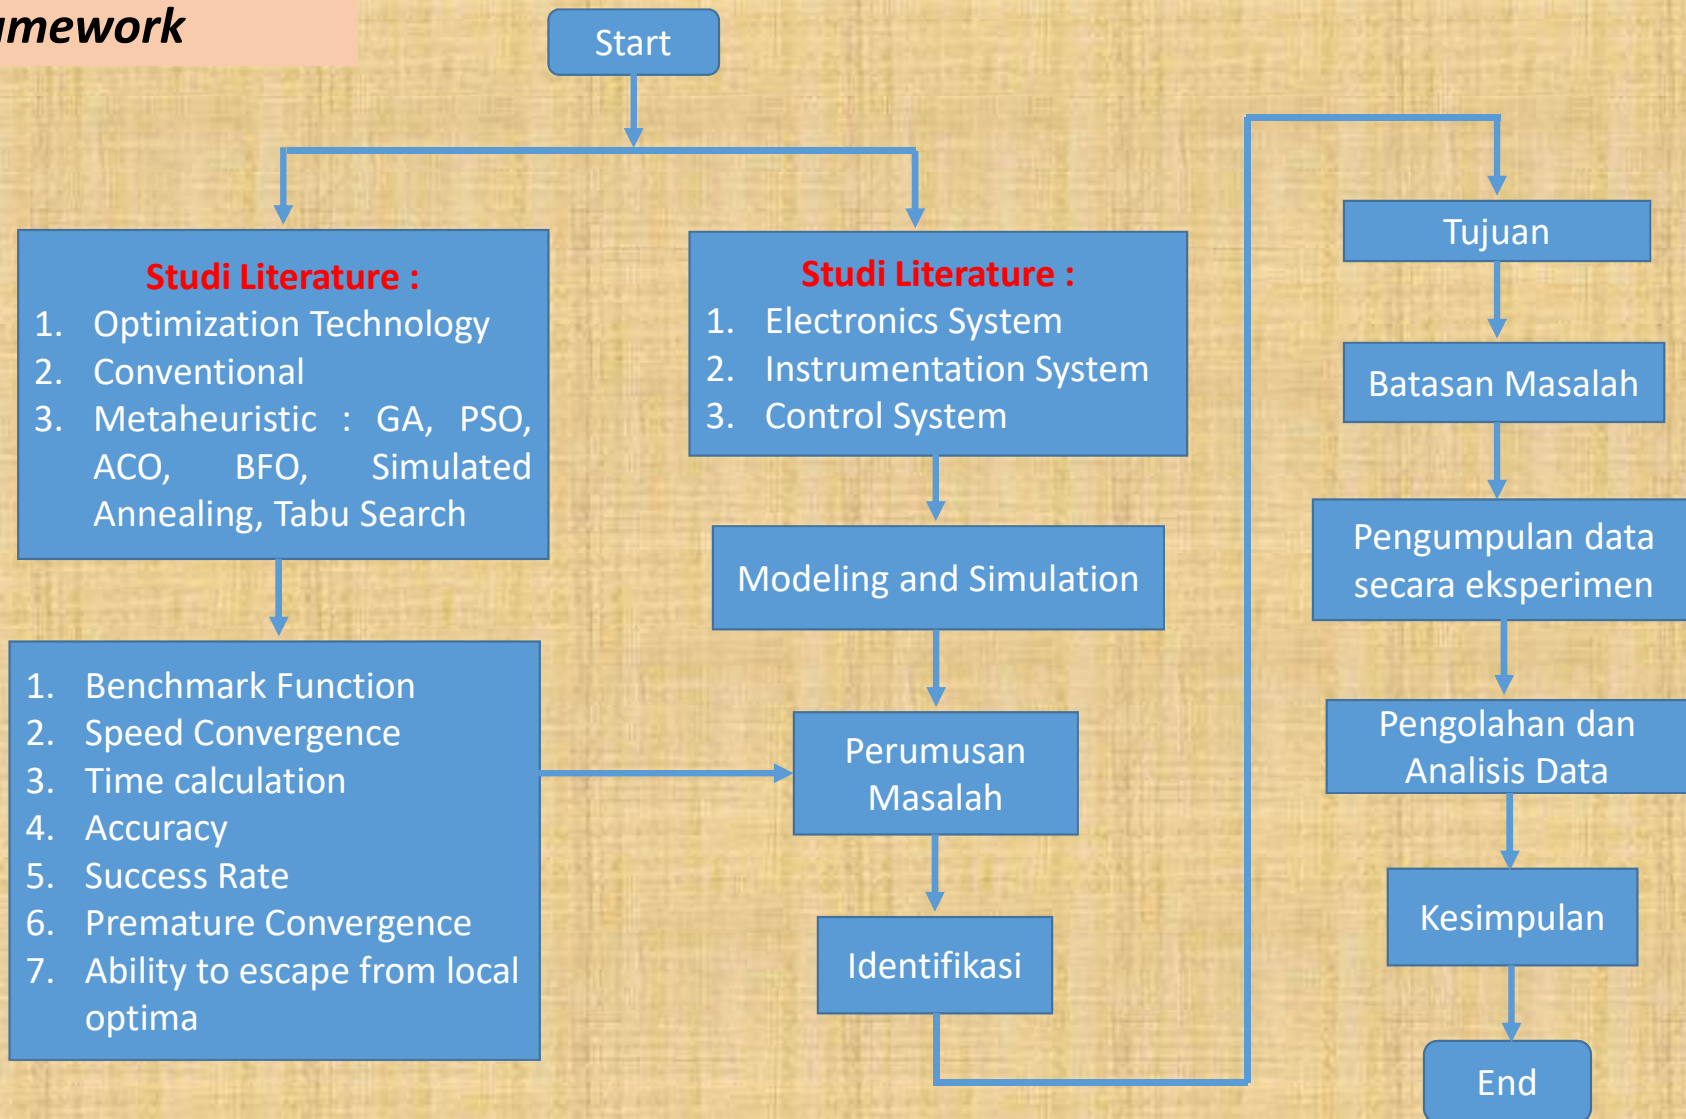 Start
Studi Literature :
1. Optimization Technology
2. Conventional
3. Metaheuristic : GA, PSO,
ACO, BFO, Simulated
Annealing, Tabu Search
1. Benchmark Function
2. Speed Convergence
3. Time calculation
4. Accuracy
5. Success Rate
6. Premature Convergence
7. Ability to escape from local
optima
Studi Literature :
1. Electronics System
2. Instrumentation System
3. Control System
Modeling and Simulation
Perumusan
Masalah
Identifikasi
Tujuan
Batasan Masalah
Pengumpulan data
secara eksperimen
Pengolahan dan
Analisis Data
Kesimpulan
End